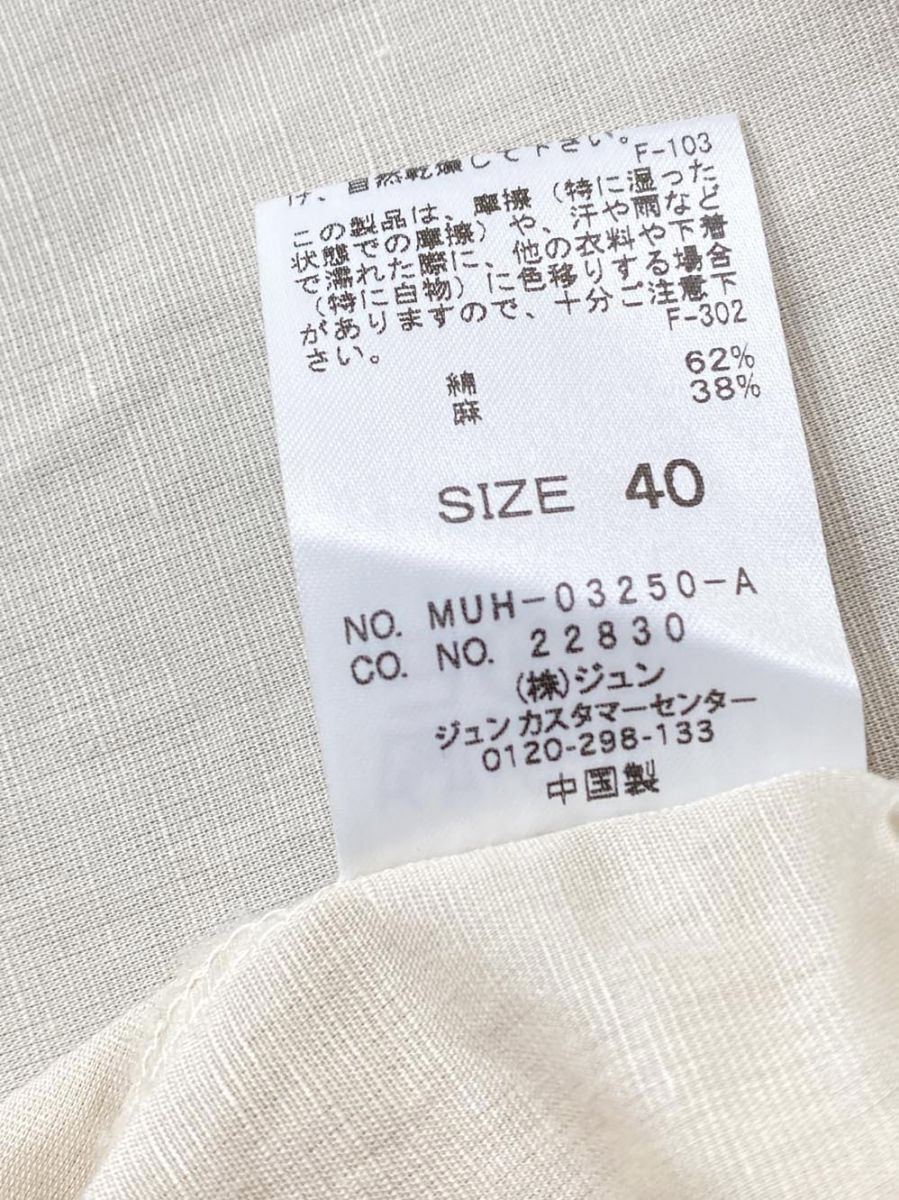 け、自然乾燥して下さい。
F-103
この製品は、摩擦（特に湿った
状態での摩擦）や、汗や雨など
で濡れた際に、他の衣料や下着
（特に白物）に色移りする場合
がありますので、十分ご注意下
さい。
F-302
綿 62%
麻 38%
SIZE 40
NO. MUH-03250-A
CO. NO. 22830
(株)ジュン
ジュンカスタマーセンター
0120-298-133
中国製